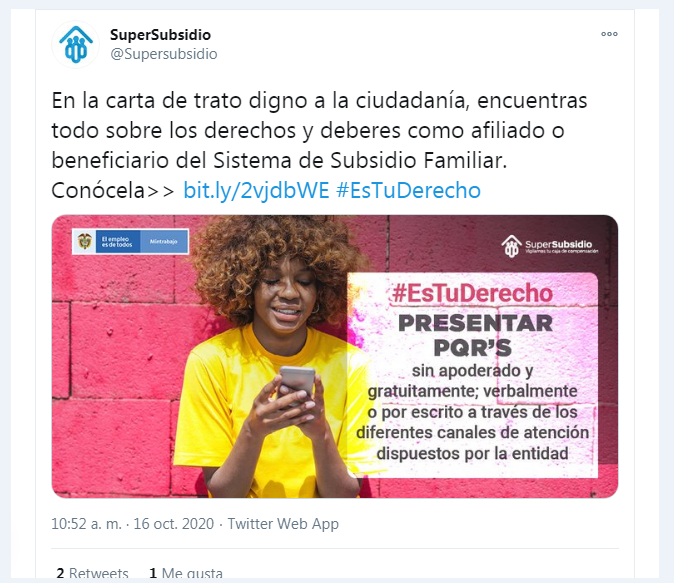 SuperSubsidio
@Supersubsidio
En la carta de trato digno a la ciudadanía, encuentras
todo sobre los derechos y deberes como afiliado o
beneficiario del Sistema de Subsidio Familiar.
Conócela>> bit.ly/2vjdbWE #EsTuDerecho
El empleo
es de todos
Mintrabajo
SuperSubsidio
Vigilamos tu caja de compensación
#EsTuDerecho
PRESENTAR
PQR'S
sin apoderado y
gratuitamente; verbalmente
o por escrito a través de los
diferentes canales de atención
dispuestos por la entidad
10:52 a. m. · 16 oct. 2020 · Twitter Web App
2 Retweets 1 Me gusta